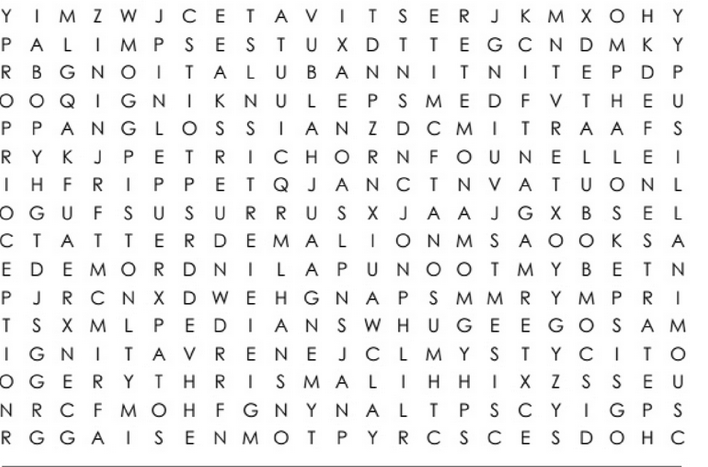 Y I M Z W J C E T A V I T S E R J K M X O H Y
P A L I M P S E S T U X D T T E G C N D M K Y
R B G N O I T A L U B A N N I T N I T E P D P
O O Q I G N I K N U L E P S M E D F V T H E U
P P A N G L O S S I A N Z D C M I T R A A F S
R Y K J P E T R I C H O R N F O U N E L L E I
I H F R I P P E T Q J A N C T N V A T U O N L
O G U F S U S U R R U S X J A A J G X B S E L
C T A T T E R D E M A L I O N M S A O O K S A
E D E M O R D N I L A P U N O O T M Y B E T N
P J R C N X D W E H G N A P S M M R Y M P R I
T S X M L P E D I A N S W H U G E E G O S A M
I G N I T A V R E N E J C L M Y S T Y C I T O
O G E R Y T H R I S M A L I H H I X Z S S E U
N R C F M O H F G N Y N A L T P S C Y I G P S
R G G A I S E N M O T P Y R C S C E S D O H C